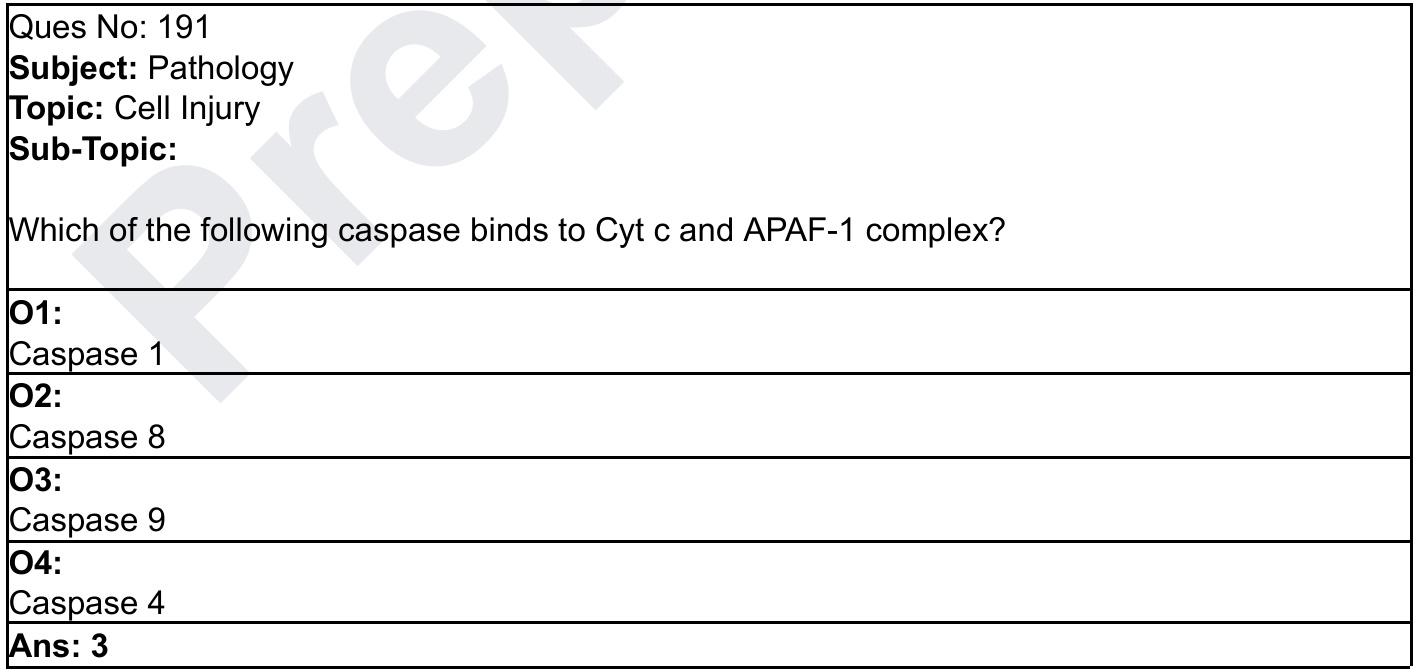 Ques No: 191
Subject: Pathology
Topic: Cell Injury
Sub-Topic:
Which of the following caspase binds to Cyt c and APAF-1 complex?
O1:
Caspase 1
O2:
Caspase 8
O3:
Caspase 9
O4:
Caspase 4
Ans: 3
Prep